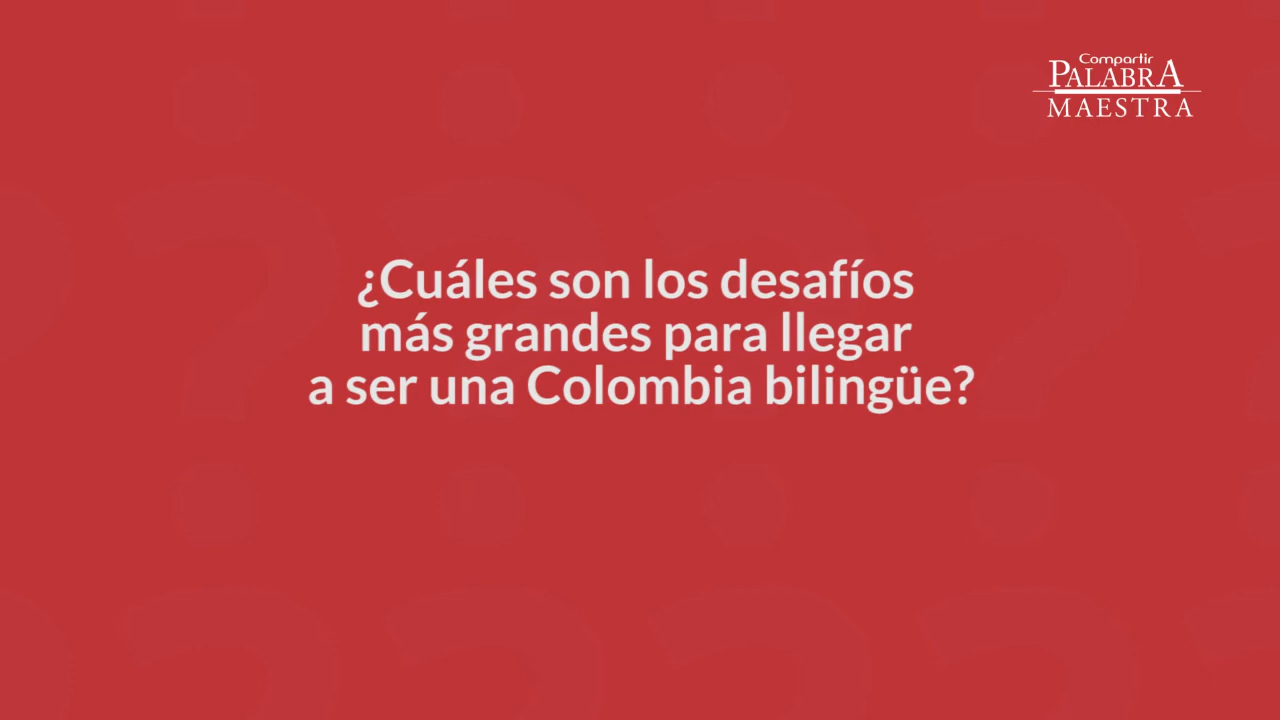 Compartir
PALABRA
MAESTRA
¿Cuáles son los desafíos
más grandes para llegar
a ser una Colombia bilingüe?